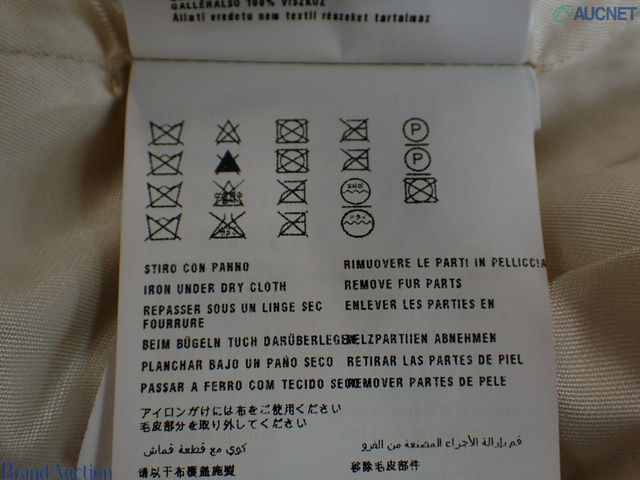 GALLÉRALSÓ 100% VISZKÓZ
Állati eredetű nem textil részeket tartalmaz
AUCNET
P
P
STIRO CON PANNO
RIMUOVERE LE PARTI IN PELLICCIA
IRON UNDER DRY CLOTH
REMOVE FUR PARTS
REPASSER SOUS UN LINGE SEC
ENLEVER LES PARTIES EN
FOURRURE
BEIM BÜGELN TUCH DARÜBERLEGEN
PELZPARTIIEN ABNEHMEN
PLANCHAR BAJO UN PAÑO SECO
RETIRAR LAS PARTES DE PIEL
PASSAR A FERRO COM TECIDO SECO
REMOVER PARTES DE PELE
アイロンがけには布をご使用ください
毛皮部分を取り外してください
كوي مع قطعة قماش
قم بإزالة الأجزاء المصنعة من الفرو
请以干布覆盖施熨
移除毛皮部件
Brand Auction